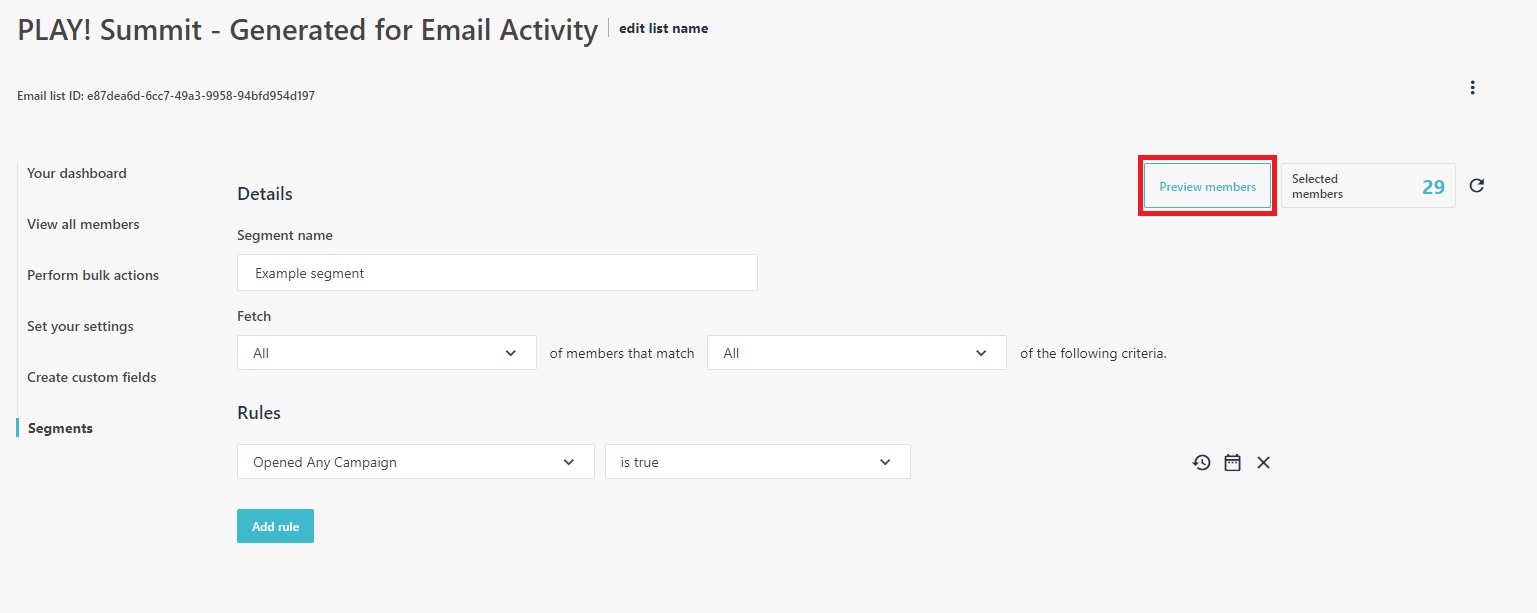 PLAY! Summit - Generated for Email Activity edit list name
Email list ID: e87dea6d-6cc7-49a3-9958-94bfd954d197
Your dashboard
View all members
Perform bulk actions
Set your settings
Create custom fields
Segments
Details
Preview members
Selected
members
29
Segment name
Example segment
Fetch
All of members that match All of the following criteria.
Rules
Opened Any Campaign is true
Add rule